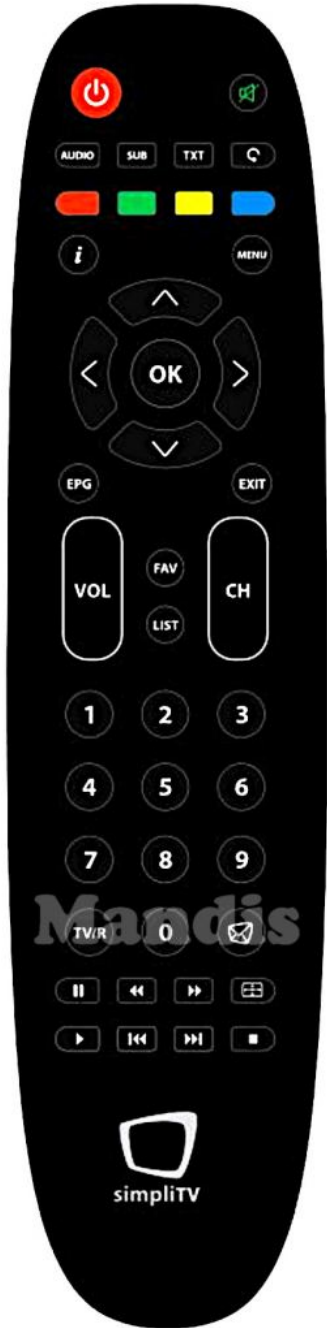 AUDIO SUB TXT
i MENU
OK
EPG EXIT
VOL FAV CH
LIST
1 2 3
4 5 6
7 8 9
TV/R 0
Mandis
simpliTV